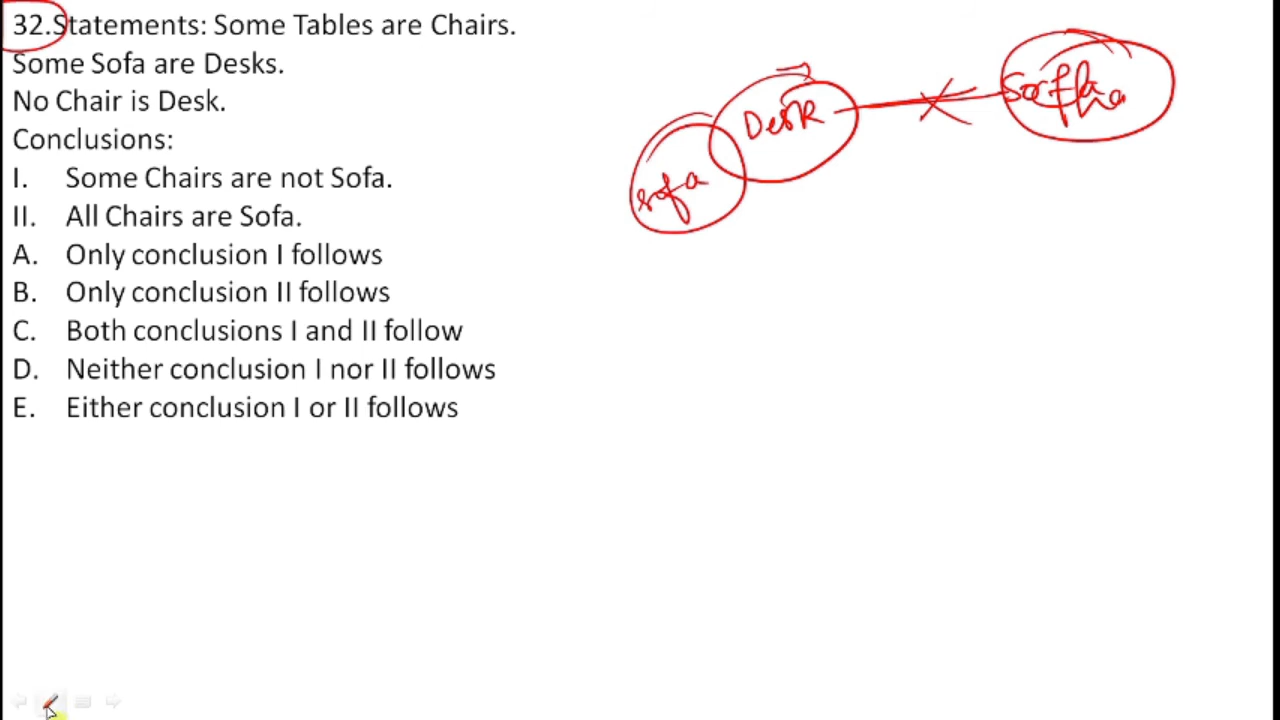 32.Statements: Some Tables are Chairs.
Some Sofa are Desks.
No Chair is Desk.
Conclusions:
I. Some Chairs are not Sofa.
II. All Chairs are Sofa.
A. Only conclusion I follows
B. Only conclusion II follows
C. Both conclusions I and II follow
D. Neither conclusion I nor II follows
E. Either conclusion I or II follows
Desk
sofa